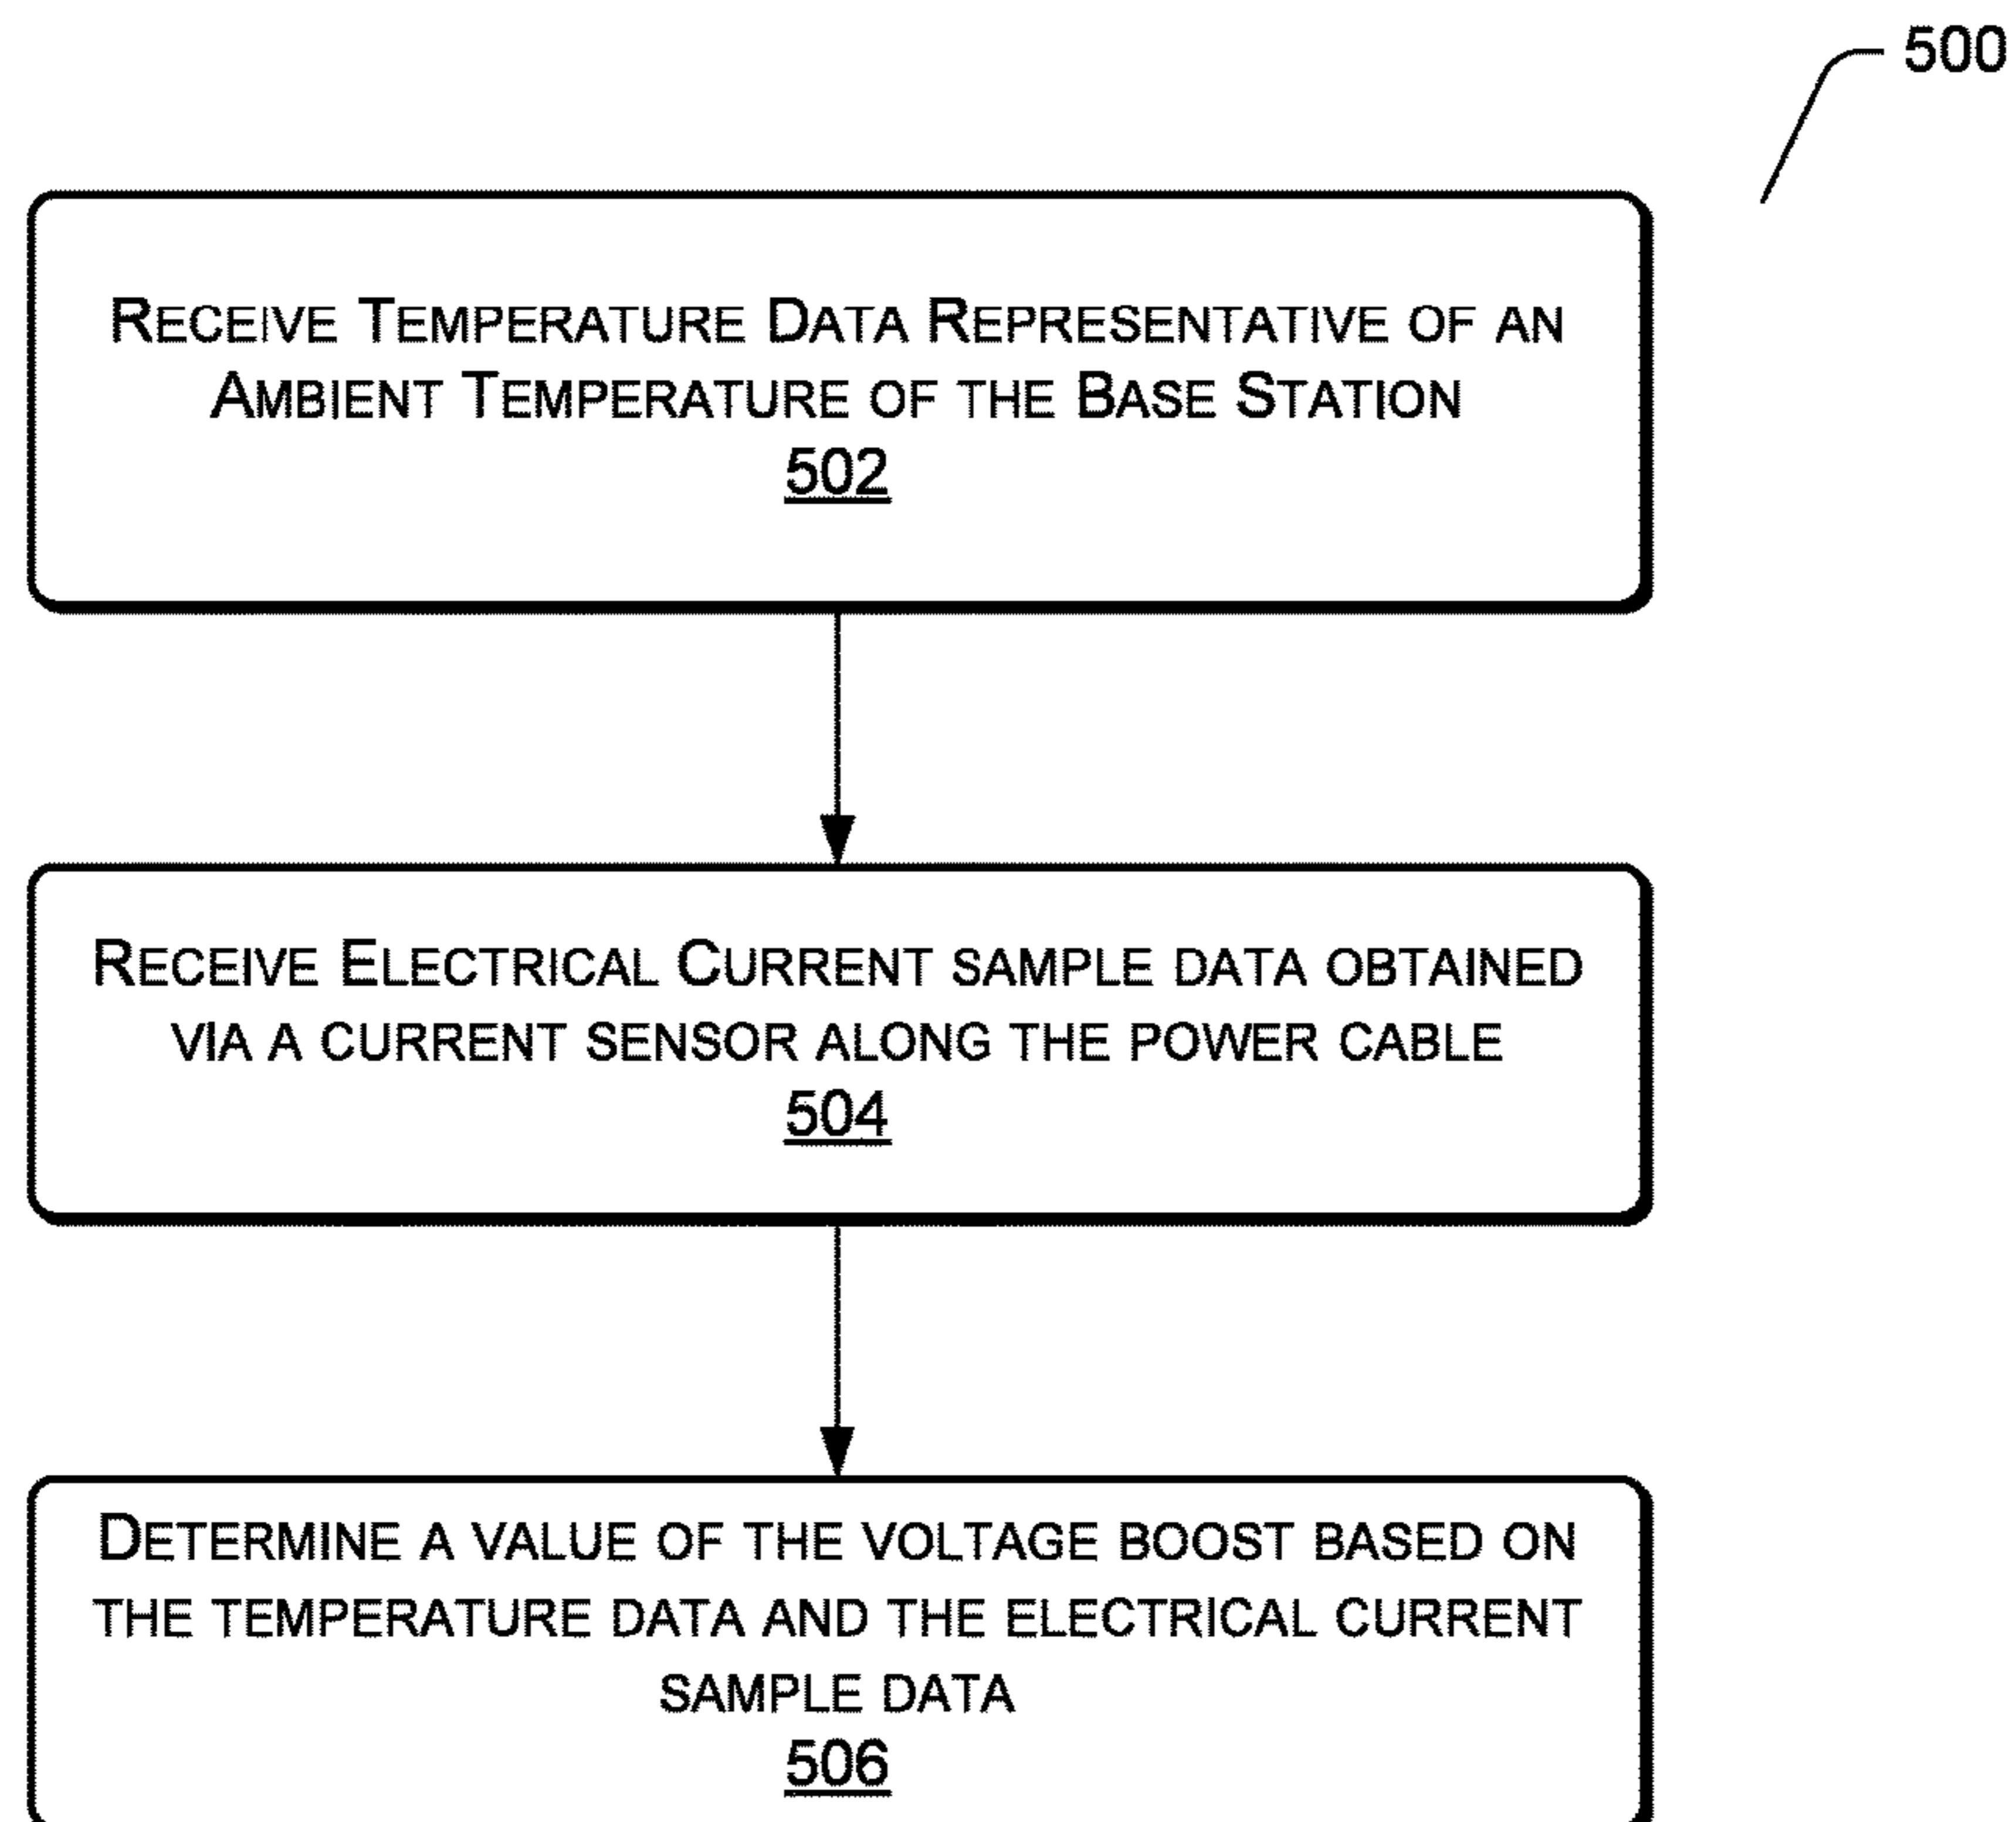 500
RECEIVE TEMPERATURE DATA REPRESENTATIVE OF AN
AMBIENT TEMPERATURE OF THE BASE STATION
502
RECEIVE ELECTRICAL CURRENT SAMPLE DATA OBTAINED
VIA A CURRENT SENSOR ALONG THE POWER CABLE
504
DETERMINE A VALUE OF THE VOLTAGE BOOST BASED ON
THE TEMPERATURE DATA AND THE ELECTRICAL CURRENT
SAMPLE DATA
506